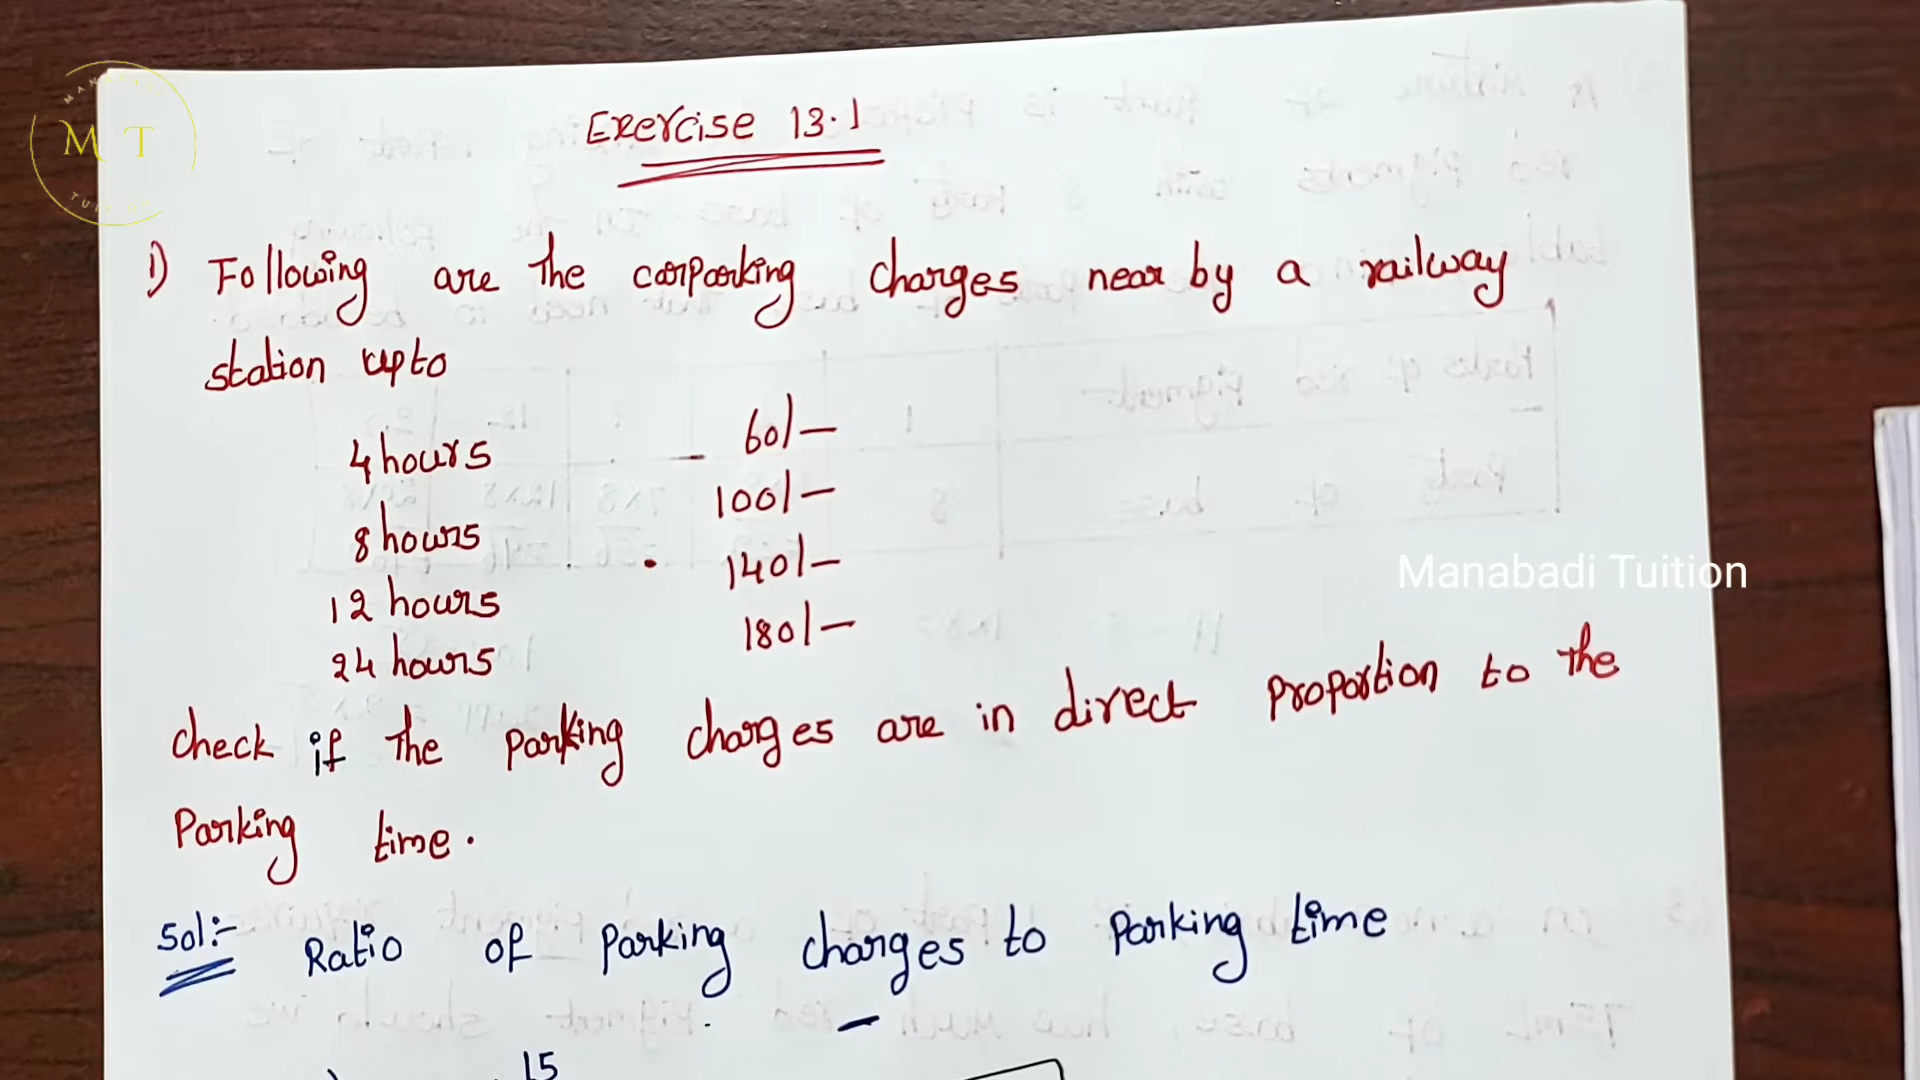 M T
Exercise 13.1
1) Following are the carparking charges near by a railway
station upto
4 hours - 60/-
8 hours 100/-
12 hours 140/-
24 hours 180/-
Manabadi Tuition
check if the parking charges are in direct proportion to the
Parking time.
Sol:- Ratio of parking charges to parking time
15